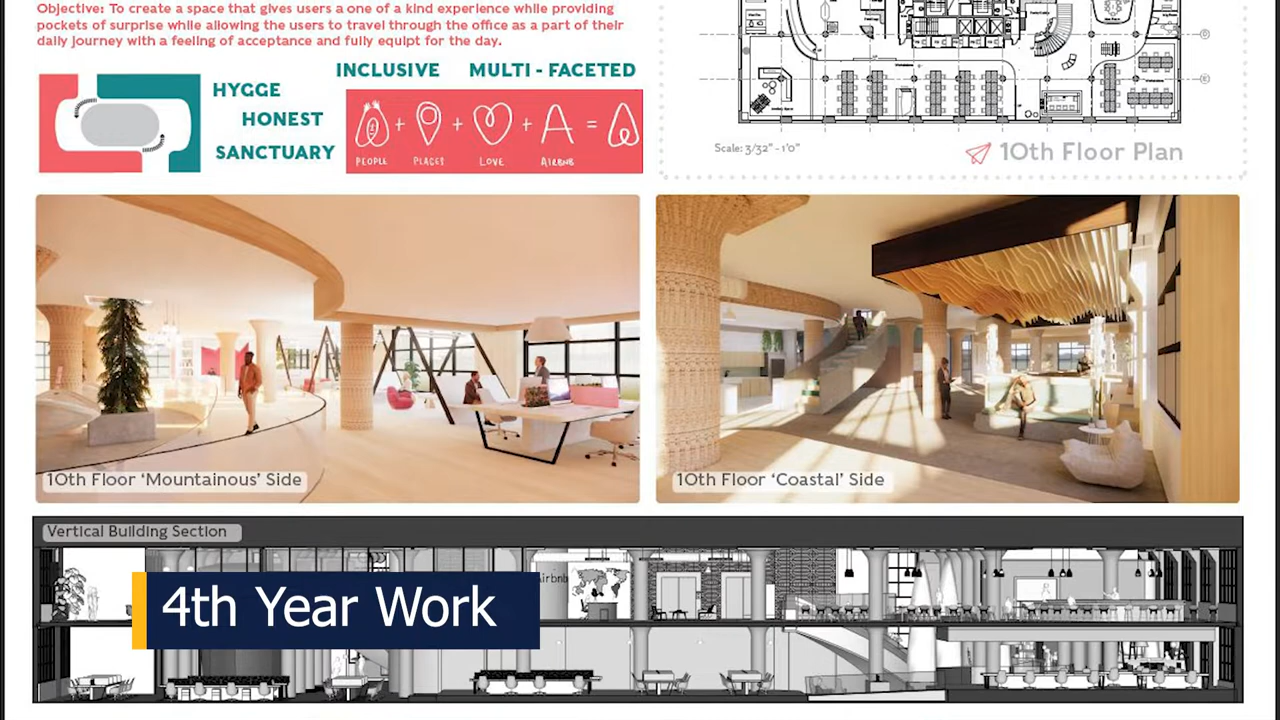 Objective: To create a space that gives users a one of a kind experience while providing
pockets of surprise while allowing the users to travel through the office as a part of their
daily journey with a feeling of acceptance and fully equipt for the day.
INCLUSIVE MULTI - FACETED
HYGGE
HONEST
SANCTUARY
+ + + =
PEOPLE PLACES LOVE AIRBNB
Scale: 3/32" - 1'0"
10th Floor Plan
10th Floor ‘Mountainous’ Side
10th Floor ‘Coastal’ Side
Vertical Building Section
airbnb
4th Year Work